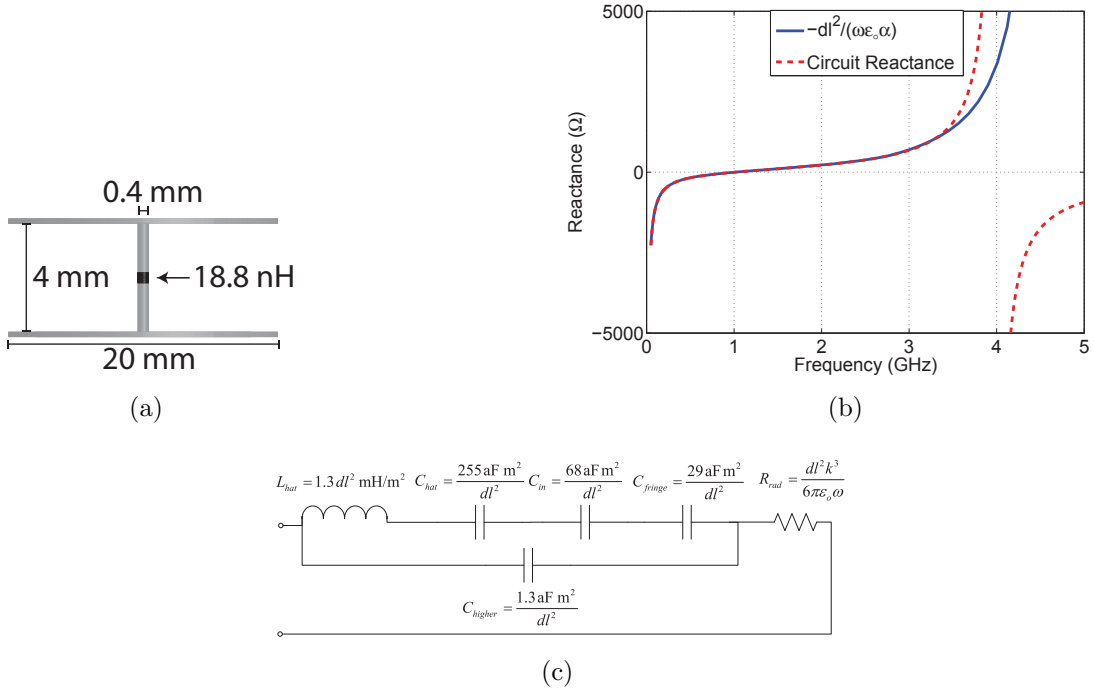 0.4 mm
4 mm
18.8 nH
20 mm
(a)
5000
0
−5000
Reactance (Ω)
−dl²/(ωε₀α)
Circuit Reactance
0 1 2 3 4 5
Frequency (GHz)
(b)
L_hat = 1.3 dl² mH/m² C_hat = 255 aF m² / dl² C_in = 68 aF m² / dl² C_fringe = 29 aF m² / dl² R_rad = dl² k³ / 6πε₀ω
C_higher = 1.3 aF m² / dl²
(c)